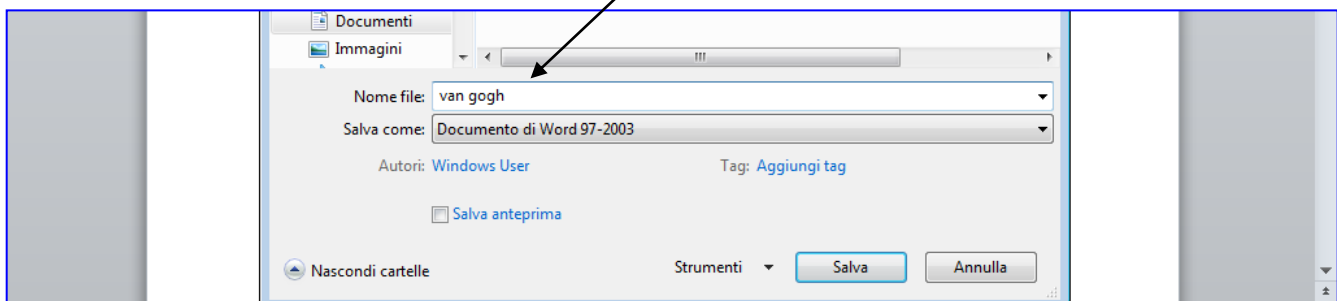 Documenti
Immagini
Nome file: van gogh
Salva come: Documento di Word 97-2003
Autori: Windows User Tag: Aggiungi tag
Salva anteprima
Nascondi cartelle Strumenti Salva Annulla